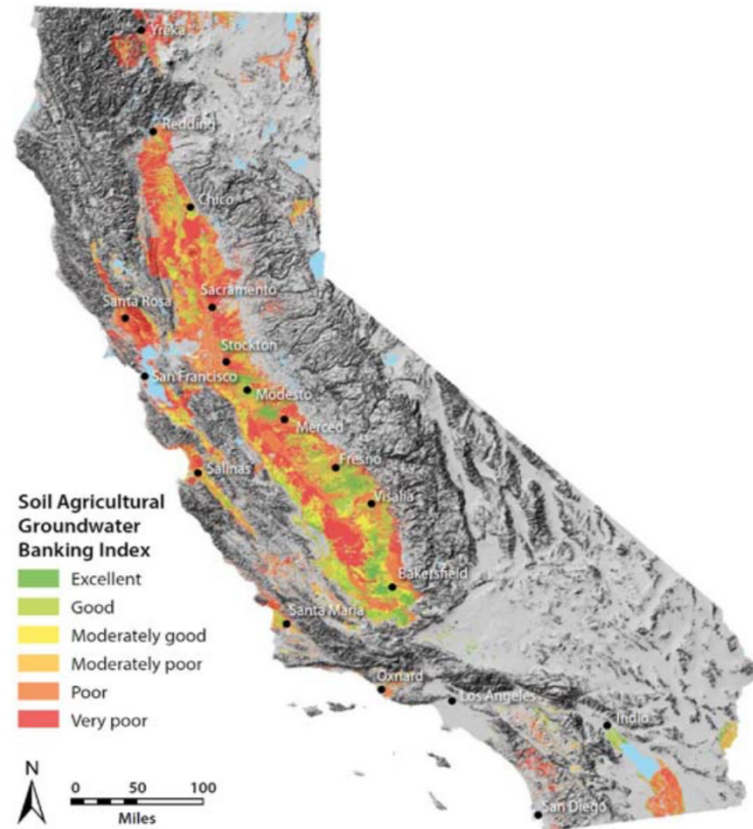 Yreka
Redding
Chico
Sacramento
Santa Rosa
Stockton
San Francisco
Modesto
Merced
Fresno
Salinas
Visalia
Soil Agricultural
Groundwater
Banking Index
Excellent
Good
Moderately good
Moderately poor
Poor
Very poor
Bakersfield
Santa Maria
Oxnard
Los Angeles
Indio
San Diego
N
0 50 100
Miles